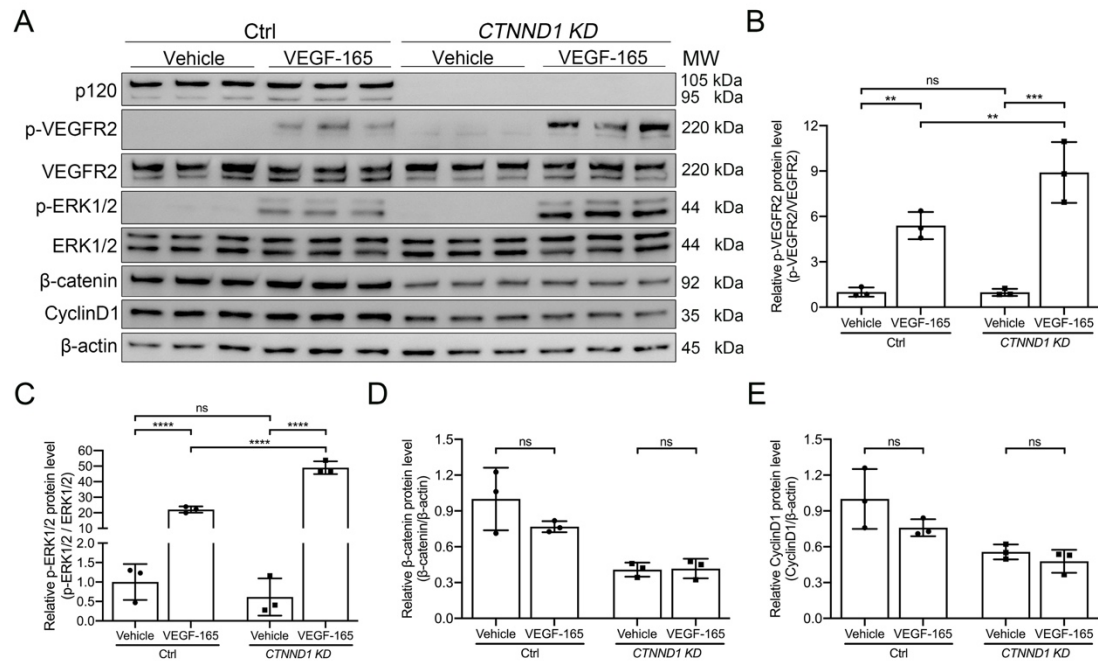 A
Ctrl
CTNND1 KD
Vehicle VEGF-165 Vehicle VEGF-165 MW
p120
105 kDa
95 kDa
p-VEGFR2 220 kDa
VEGFR2 220 kDa
p-ERK1/2 44 kDa
ERK1/2 44 kDa
β-catenin 92 kDa
CyclinD1 35 kDa
β-actin 45 kDa
B
ns
** ***
**
Relative p-VEGFR2 protein level
(p-VEGFR2/VEGFR2)
12
9
6
3
0
Vehicle VEGF-165 Vehicle VEGF-165
Ctrl CTNND1 KD
C
ns
**** ****
****
Relative p-ERK1/2 protein level
(p-ERK1/2 / ERK1/2)
60
50
40
30
20
10
2.0
1.5
1.0
0.5
0.0
Vehicle VEGF-165 Vehicle VEGF-165
Ctrl CTNND1 KD
D
ns ns
Relative β-catenin protein level
(β-catenin/β-actin)
1.5
1.2
0.9
0.6
0.3
0.0
Vehicle VEGF-165 Vehicle VEGF-165
Ctrl CTNND1 KD
E
ns ns
Relative CyclinD1 protein level
(CyclinD1/β-actin)
1.5
1.2
0.9
0.6
0.3
0.0
Vehicle VEGF-165 Vehicle VEGF-165
Ctrl CTNND1 KD